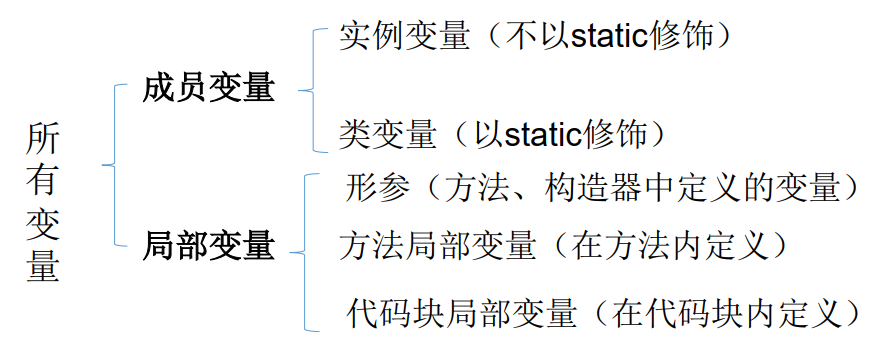 所有变量
成员变量
实例变量（不以static修饰）
类变量（以static修饰）
局部变量
形参（方法、构造器中定义的变量）
方法局部变量（在方法内定义）
代码块局部变量（在代码块内定义）